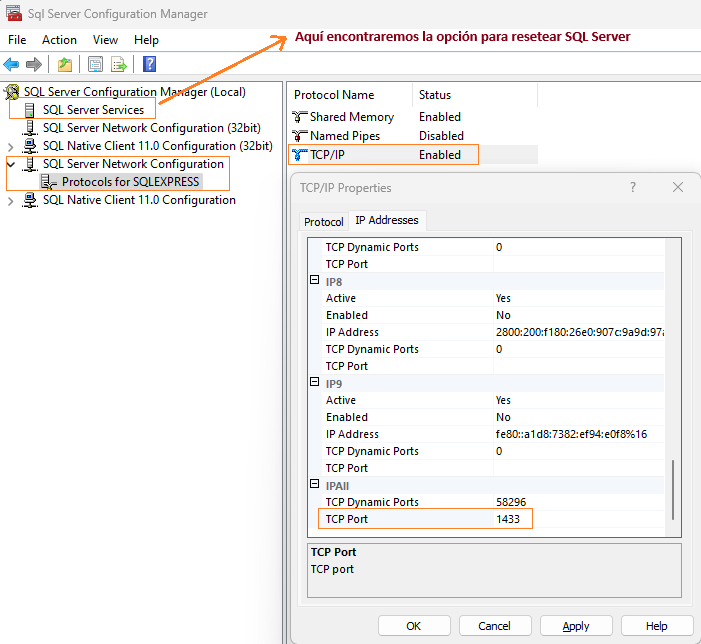 Sql Server Configuration Manager
File Action View Help
Aquí encontraremos la opción para resetear SQL Server
SQL Server Configuration Manager (Local)
SQL Server Services
SQL Server Network Configuration (32bit)
SQL Native Client 11.0 Configuration (32bit)
SQL Server Network Configuration
Protocols for SQLEXPRESS
SQL Native Client 11.0 Configuration
Protocol Name Status
Shared Memory Enabled
Named Pipes Disabled
TCP/IP Enabled
TCP/IP Properties
Protocol IP Addresses
TCP Dynamic Ports 0
TCP Port
IP8
Active Yes
Enabled No
IP Address 2800:200:f180:26e0:907c:9a9d:97a
TCP Dynamic Ports 0
TCP Port
IP9
Active Yes
Enabled No
IP Address fe80::a1d8:7382:ef94:e0f8%16
TCP Dynamic Ports 0
TCP Port
IPAll
TCP Dynamic Ports 58296
TCP Port 1433
TCP Port
TCP port
OK Cancel Apply Help